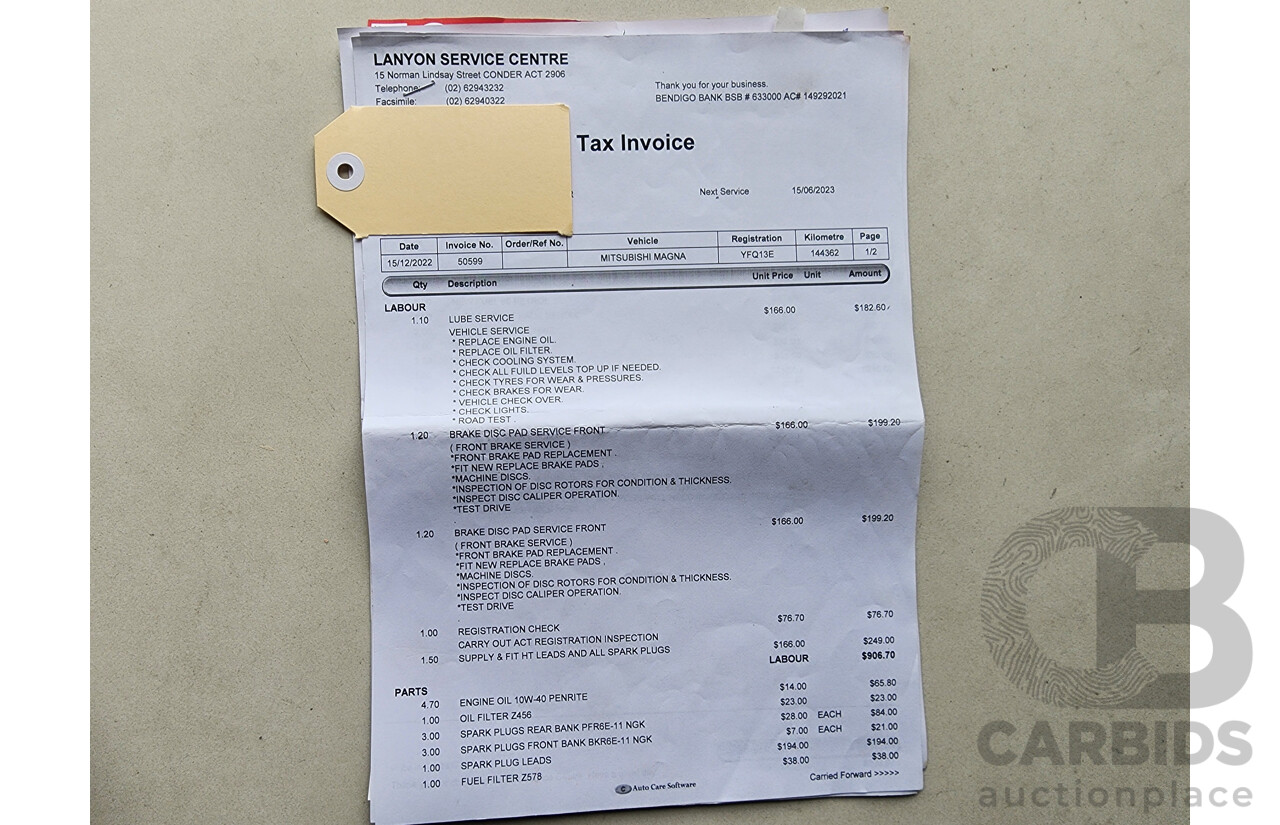 LANYON SERVICE CENTRE
15 Norman Lindsay Street CONDER ACT 2906
Telephone: (02) 62943232
Facsimile: (02) 62940322
Thank you for your business.
BENDIGO BANK BSB # 633000 AC# 149292021
Tax Invoice
Next Service 15/06/2023
Date Invoice No. Order/Ref No. Vehicle Registration Kilometre Page
15/12/2022 50599 MITSUBISHI MAGNA YFQ13E 144362 1/2
Qty Description Unit Price Unit Amount
LABOUR
1.10 LUBE SERVICE $166.00 $182.60
VEHICLE SERVICE
* REPLACE ENGINE OIL.
* REPLACE OIL FILTER.
* CHECK COOLING SYSTEM.
* CHECK ALL FUILD LEVELS TOP UP IF NEEDED.
* CHECK TYRES FOR WEAR & PRESSURES.
* CHECK BRAKES FOR WEAR.
* VEHICLE CHECK OVER.
* CHECK LIGHTS.
* ROAD TEST .
1.20 BRAKE DISC PAD SERVICE FRONT $166.00 $199.20
( FRONT BRAKE SERVICE )
*FRONT BRAKE PAD REPLACEMENT .
*FIT NEW REPLACE BRAKE PADS ,
*MACHINE DISCS.
*INSPECTION OF DISC ROTORS FOR CONDITION & THICKNESS.
*INSPECT DISC CALIPER OPERATION.
*TEST DRIVE
.
1.20 BRAKE DISC PAD SERVICE FRONT $166.00 $199.20
( FRONT BRAKE SERVICE )
*FRONT BRAKE PAD REPLACEMENT .
*FIT NEW REPLACE BRAKE PADS ,
*MACHINE DISCS.
*INSPECTION OF DISC ROTORS FOR CONDITION & THICKNESS.
*INSPECT DISC CALIPER OPERATION.
*TEST DRIVE
.
1.00 REGISTRATION CHECK $76.70 $76.70
CARRY OUT ACT REGISTRATION INSPECTION
1.50 SUPPLY & FIT HT LEADS AND ALL SPARK PLUGS $166.00 $249.00
LABOUR $906.70
PARTS
4.70 ENGINE OIL 10W-40 PENRITE $14.00 $65.80
1.00 OIL FILTER Z456 $23.00 $23.00
3.00 SPARK PLUGS REAR BANK PFR6E-11 NGK $28.00 EACH $84.00
3.00 SPARK PLUGS FRONT BANK BKR6E-11 NGK $7.00 EACH $21.00
1.00 SPARK PLUG LEADS $194.00 $194.00
1.00 FUEL FILTER Z578 $38.00 $38.00
Carried Forward >>>>>
C Auto Care Software
CB
CARBIDS
auctionplace